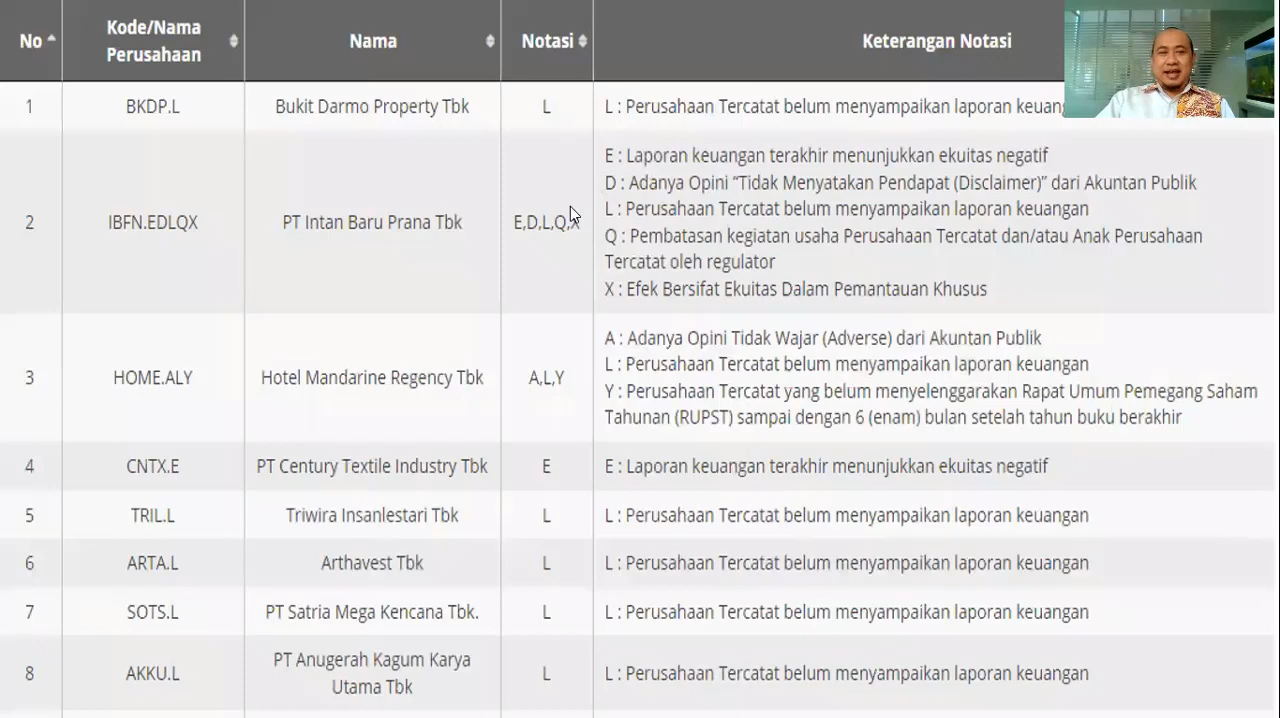 No
Kode/Nama
Perusahaan
Nama
Notasi
Keterangan Notasi
1
BKDP.L
Bukit Darmo Property Tbk
L
L : Perusahaan Tercatat belum menyampaikan laporan
2
IBFN.EDLQX
PT Intan Baru Prana Tbk
E,D,L,Q,X
E : Laporan keuangan terakhir menunjukkan ekuitas negatif
D : Adanya Opini “Tidak Menyatakan Pendapat (Disclaimer)” dari Akuntan Publik
L : Perusahaan Tercatat belum menyampaikan laporan keuangan
Q : Pembatasan kegiatan usaha Perusahaan Tercatat dan/atau Anak Perusahaan
Tercatat oleh regulator
X : Efek Bersifat Ekuitas Dalam Pemantauan Khusus
3
HOME.ALY
Hotel Mandarine Regency Tbk
A,L,Y
A : Adanya Opini Tidak Wajar (Adverse) dari Akuntan Publik
L : Perusahaan Tercatat belum menyampaikan laporan keuangan
Y : Perusahaan Tercatat yang belum menyelenggarakan Rapat Umum Pemegang Saham
Tahunan (RUPST) sampai dengan 6 (enam) bulan setelah tahun buku berakhir
4
CNTX.E
PT Century Textile Industry Tbk
E
E : Laporan keuangan terakhir menunjukkan ekuitas negatif
5
TRIL.L
Triwira Insanlestari Tbk
L
L : Perusahaan Tercatat belum menyampaikan laporan keuangan
6
ARTA.L
Arthavest Tbk
L
L : Perusahaan Tercatat belum menyampaikan laporan keuangan
7
SOTS.L
PT Satria Mega Kencana Tbk.
L
L : Perusahaan Tercatat belum menyampaikan laporan keuangan
8
AKKU.L
PT Anugerah Kagum Karya
Utama Tbk
L
L : Perusahaan Tercatat belum menyampaikan laporan keuangan